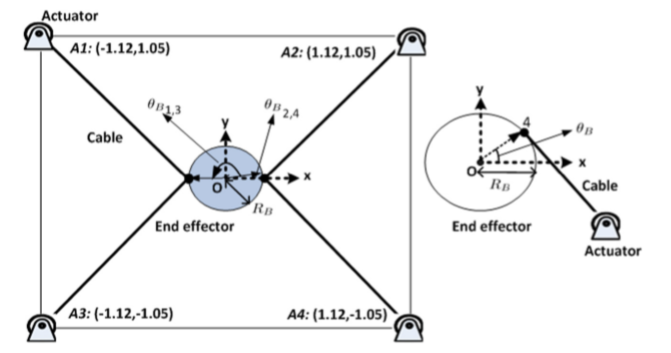 Actuator
A1: (-1.12,1.05)
A2: (1.12,1.05)
θB1,3
θB2,4
y
Cable
x
O
RB
End effector
A3: (-1.12,-1.05)
A4: (1.12,-1.05)
y
4
θB
O
x
RB
Cable
End effector
Actuator